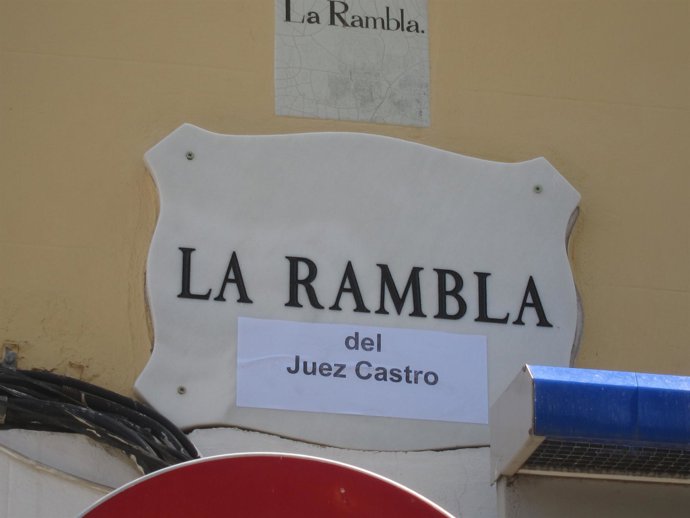 La Rambla.
LA RAMBLA
del
Juez Castro